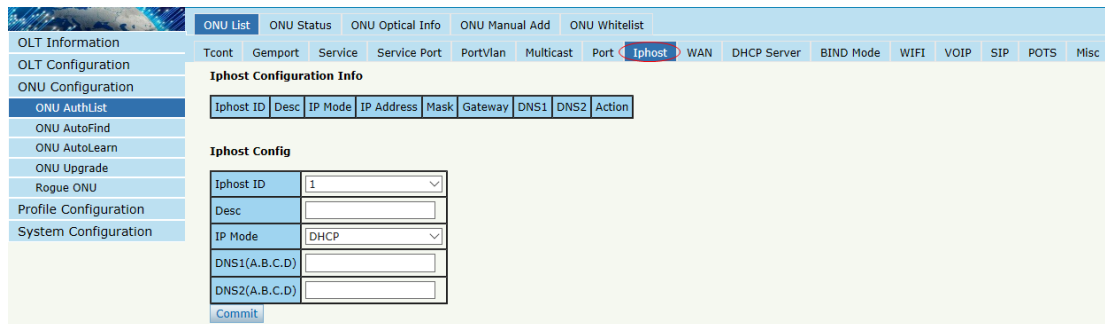 ONU List ONU Status ONU Optical Info ONU Manual Add ONU Whitelist
OLT Information
OLT Configuration
ONU Configuration
ONU AuthList
ONU AutoFind
ONU AutoLearn
ONU Upgrade
Rogue ONU
Profile Configuration
System Configuration
Tcont Gemport Service Service Port PortVlan Multicast Port Iphost WAN DHCP Server BIND Mode WIFI VOIP SIP POTS Misc
Iphost Configuration Info
Iphost ID Desc IP Mode IP Address Mask Gateway DNS1 DNS2 Action
Iphost Config
Iphost ID 1
Desc
IP Mode DHCP
DNS1(A.B.C.D)
DNS2(A.B.C.D)
Commit